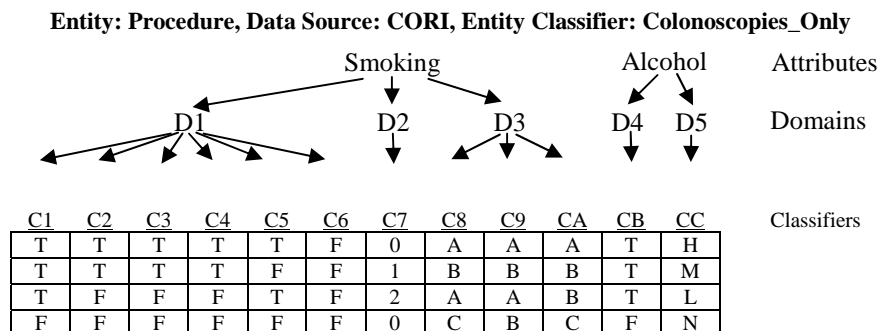 Entity: Procedure, Data Source: CORI, Entity Classifier: Colonoscopies_Only
Smoking Alcohol Attributes
D1 D2 D3 D4 D5 Domains
C1 C2 C3 C4 C5 C6 C7 C8 C9 CA CB CC Classifiers
T T T T T F 0 A A A T H
T T T T F F 1 B B B T M
T F F F T F 2 A A B T L
F F F F F F 0 C B C F N